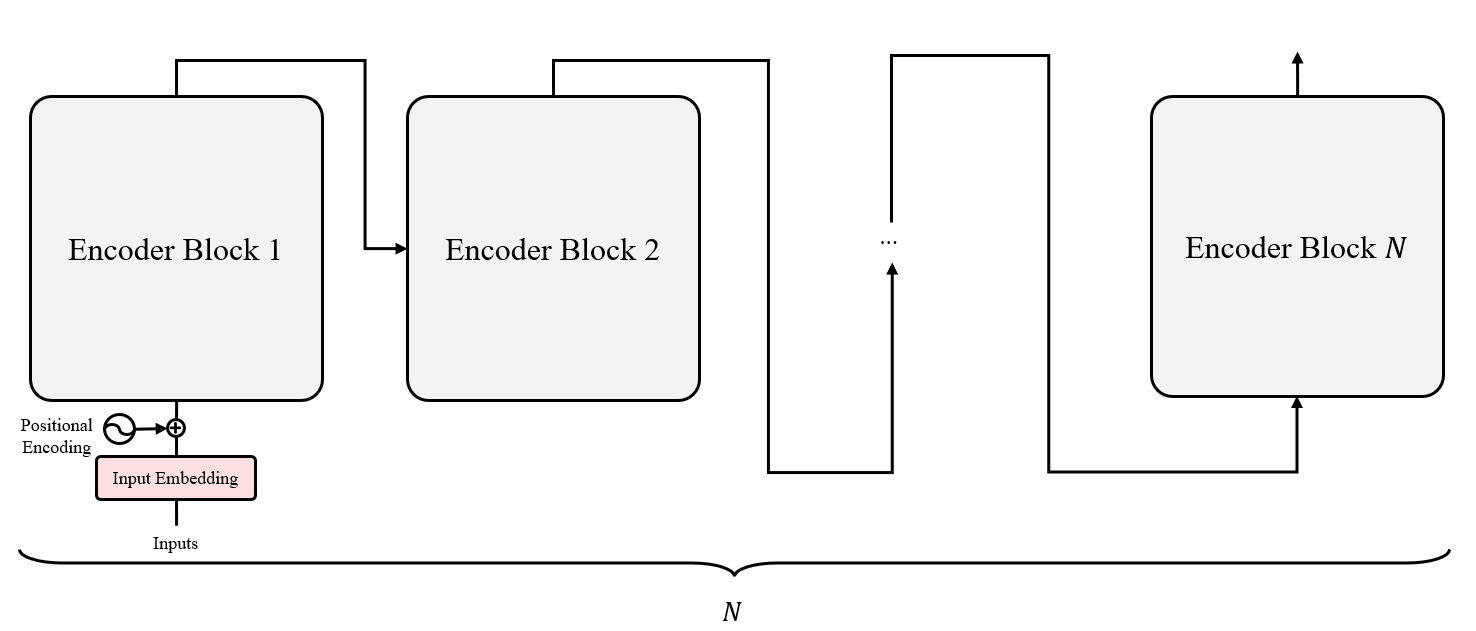 Encoder Block 1
Encoder Block 2
...
Encoder Block N
Positional
Encoding
Input Embedding
Inputs
N